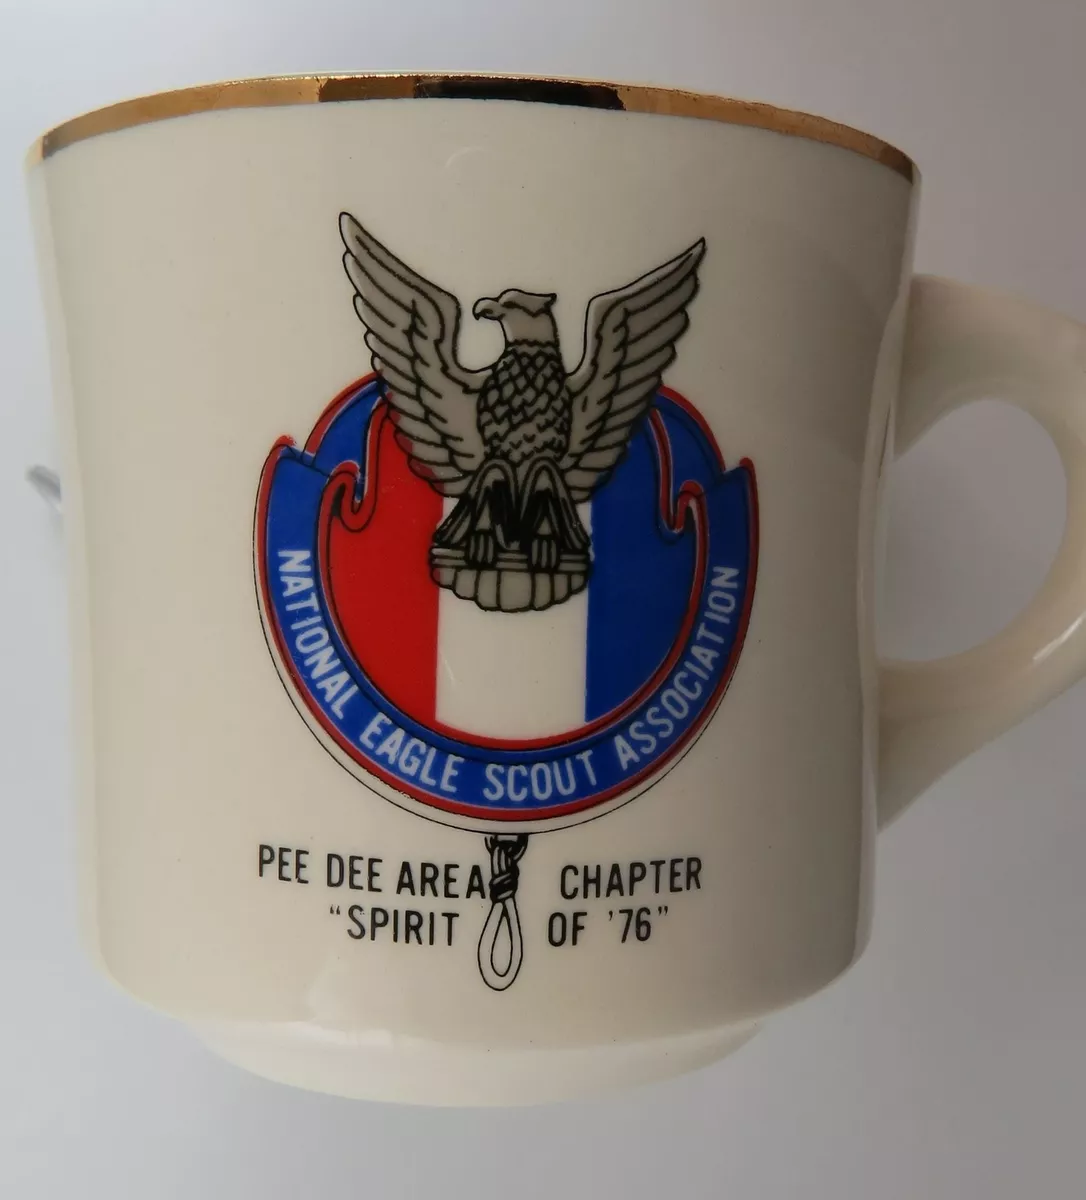 NATIONAL EAGLE SCOUT ASSOCIATION
PEE DEE AREA CHAPTER
“SPIRIT OF ’76”